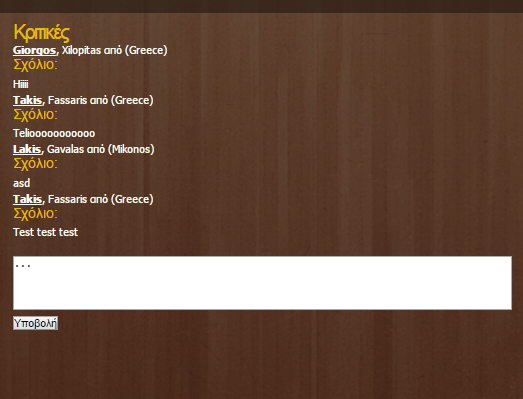 Κριτικές
Giorgos, Xilopitas από (Greece)
Σχόλιο:
Hiiii
Takis, Fassaris από (Greece)
Σχόλιο:
Teliooooooooooo
Lakis, Gavalas από (Mikonos)
Σχόλιο:
asd
Takis, Fassaris από (Greece)
Σχόλιο:
Test test test
...
Υποβολή